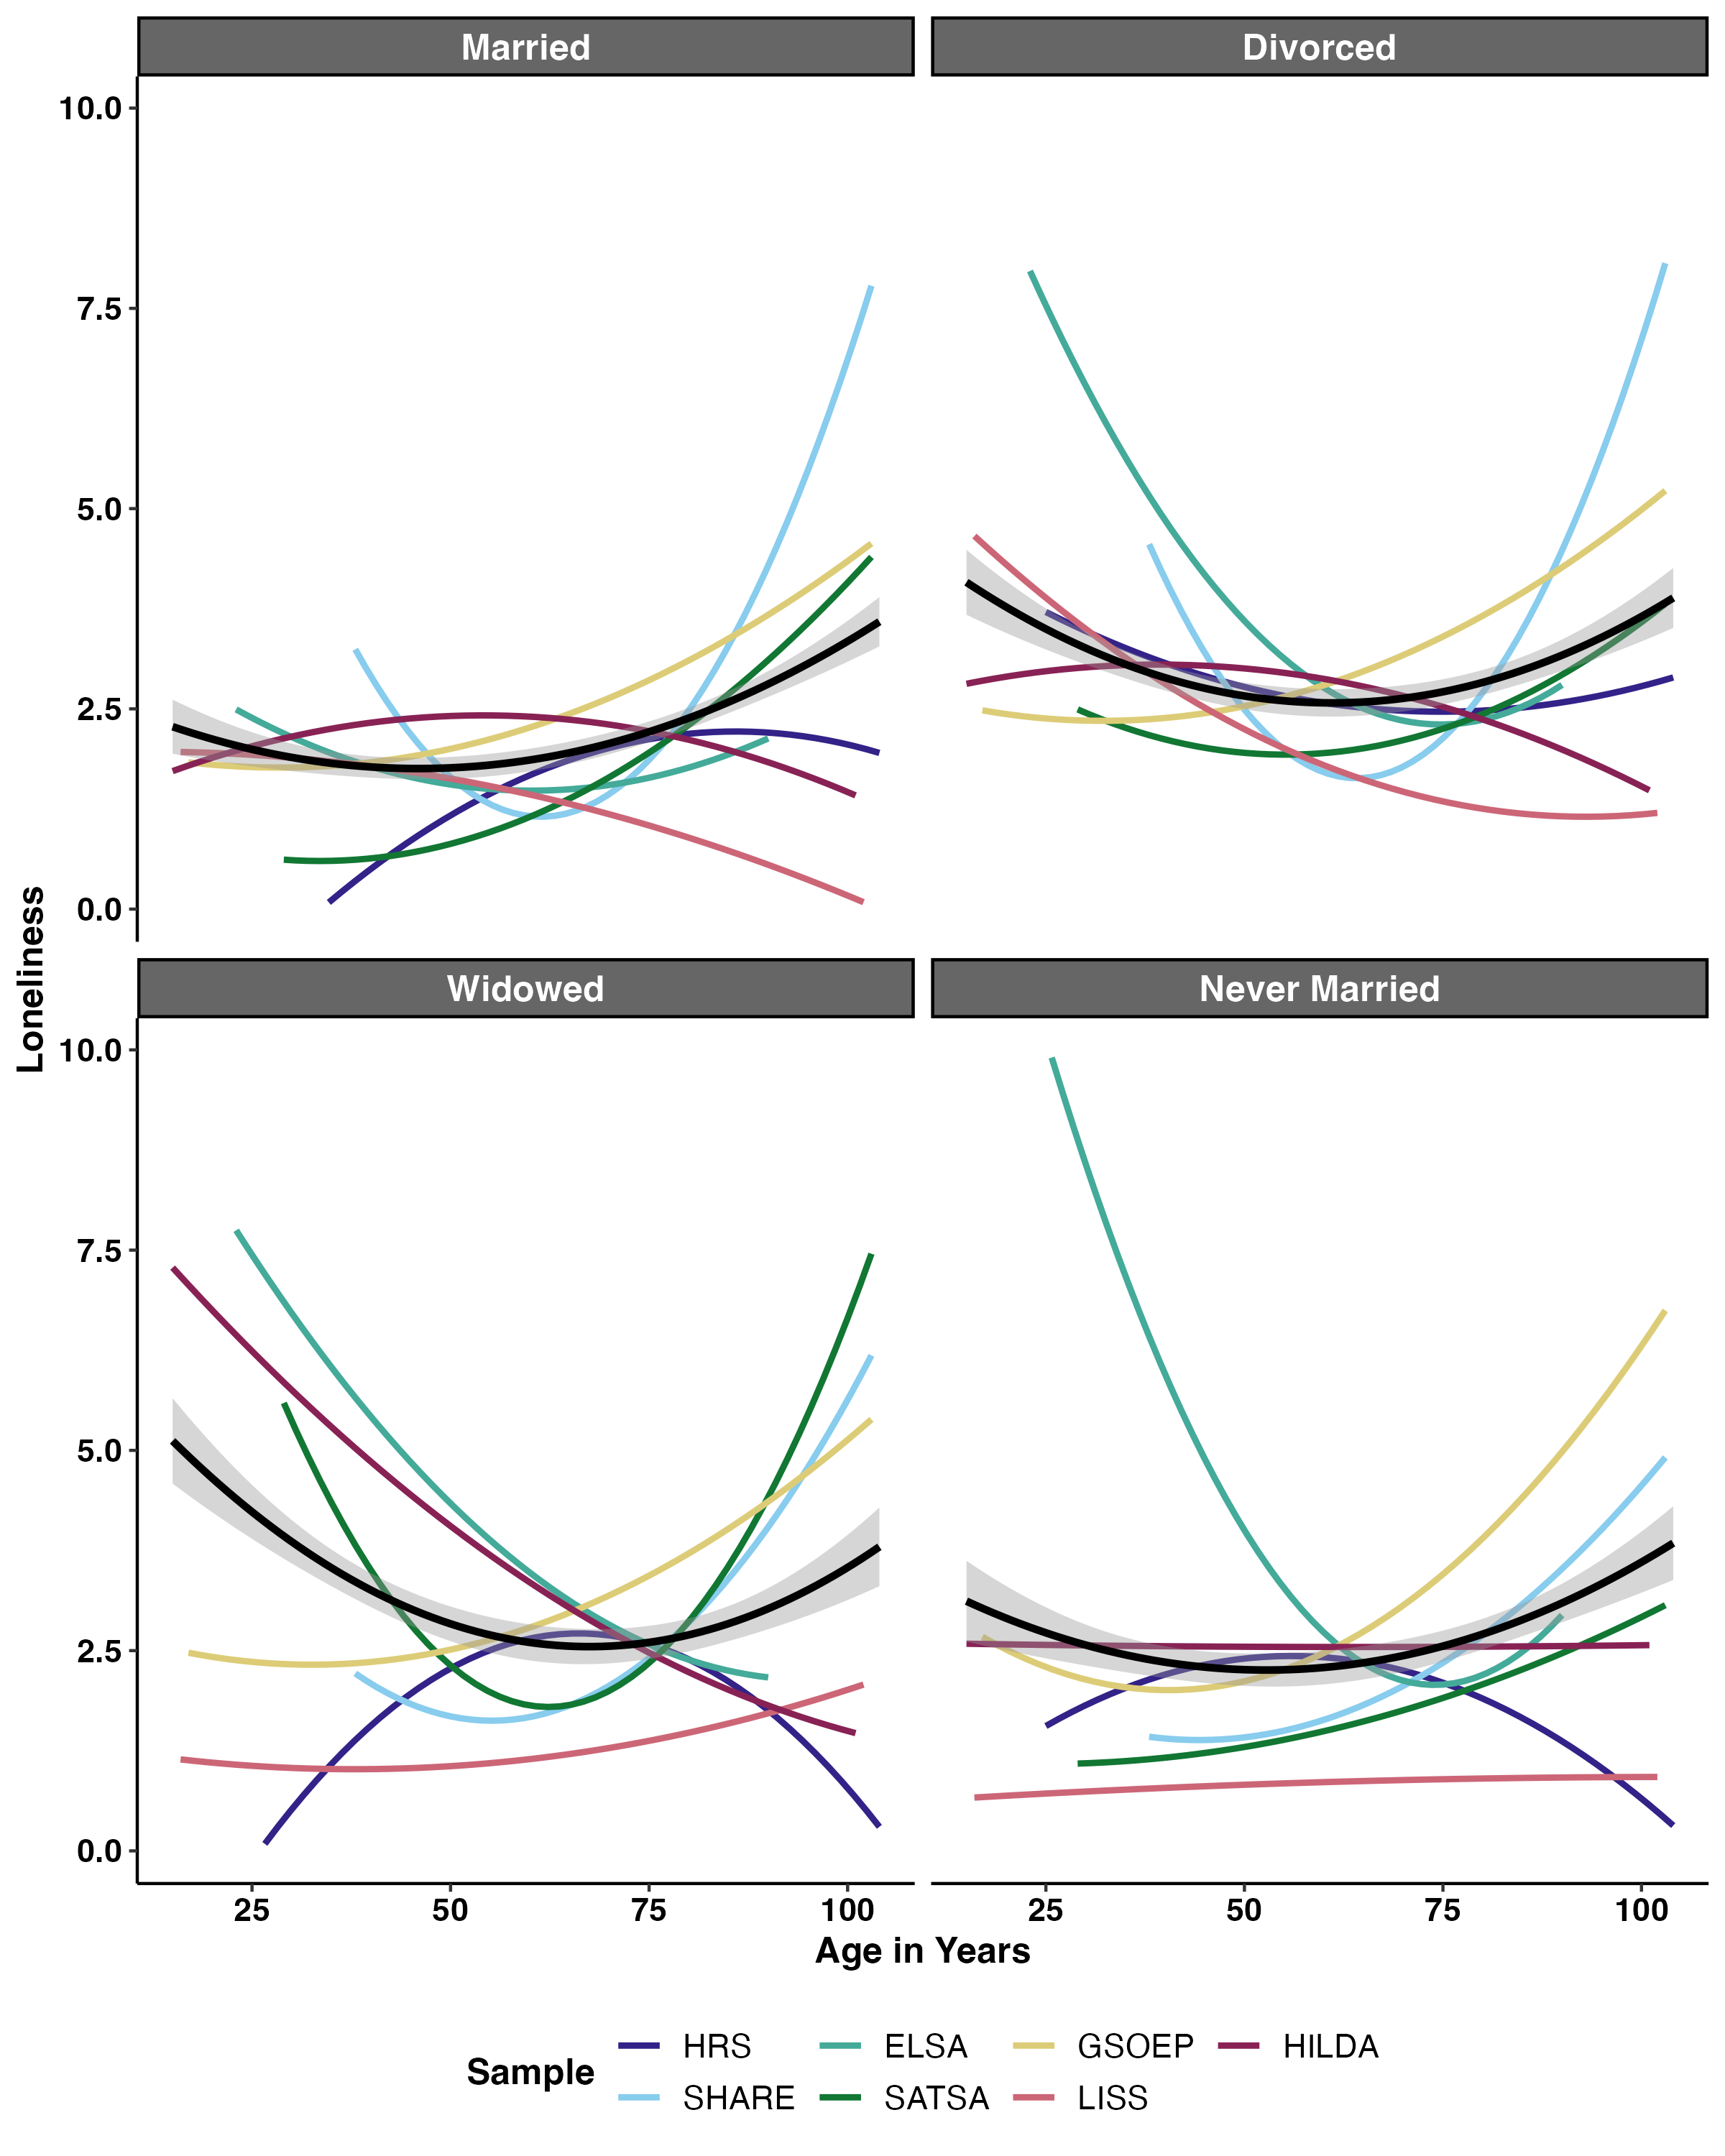 Married
Divorced
10.0
7.5
5.0
2.5
0.0
Loneliness
Widowed
Never Married
10.0
7.5
5.0
2.5
0.0
25 50 75 100
25 50 75 100
Age in Years
Sample
HRS ELSA GSOEP HILDA
SHARE SATSA LISS